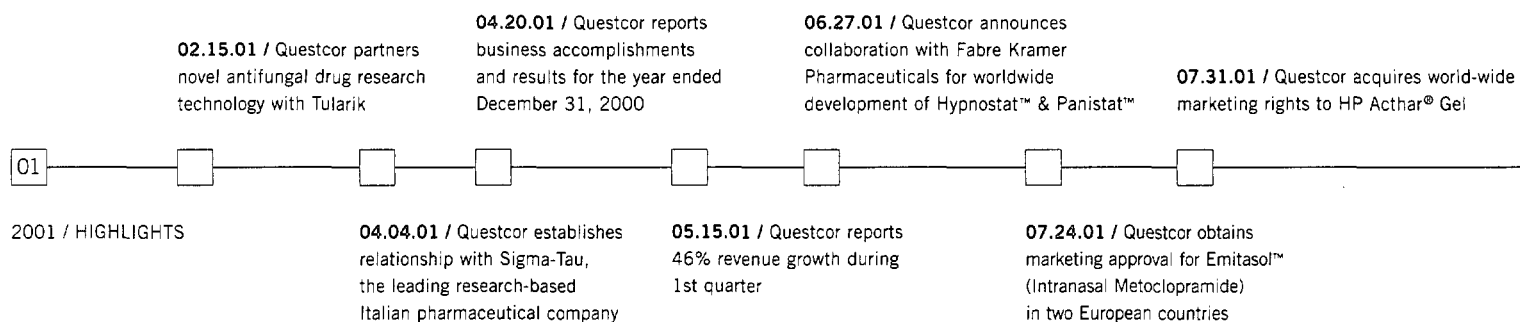 02.15.01 / Questcor partners
novel antifungal drug research
technology with Tularik
04.20.01 / Questcor reports
business accomplishments
and results for the year ended
December 31, 2000
06.27.01 / Questcor announces
collaboration with Fabre Kramer
Pharmaceuticals for worldwide
development of Hypnostat™ & Panistat™
07.31.01 / Questcor acquires world-wide
marketing rights to HP Acthar® Gel
01
2001 / HIGHLIGHTS
04.04.01 / Questcor establishes
relationship with Sigma-Tau,
the leading research-based
Italian pharmaceutical company
05.15.01 / Questcor reports
46% revenue growth during
1st quarter
07.24.01 / Questcor obtains
marketing approval for Emitasol™
(Intranasal Metoclopramide)
in two European countries